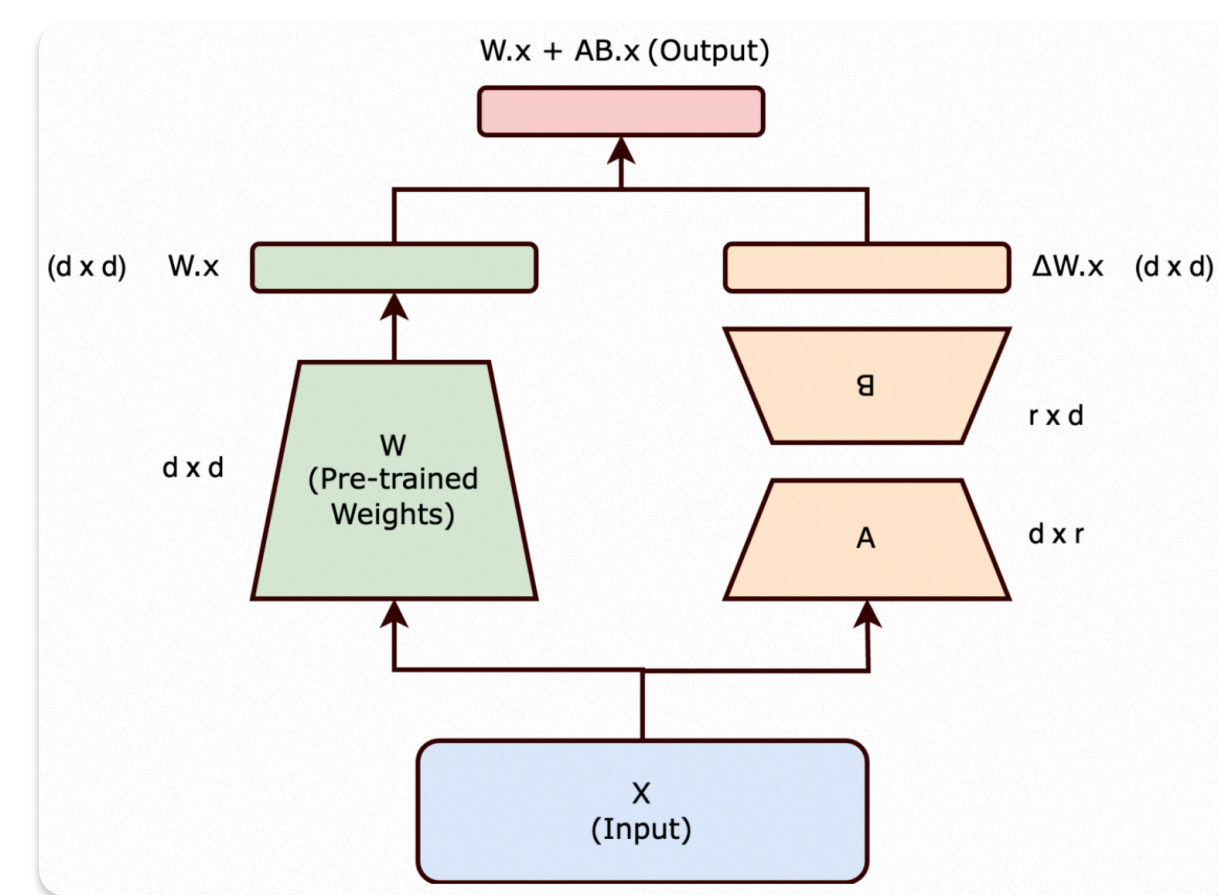 W.x + AB.x (Output)
(d x d) W.x
ΔW.x (d x d)
B
r x d
W
(Pre-trained
Weights)
d x d
A
d x r
X
(Input)